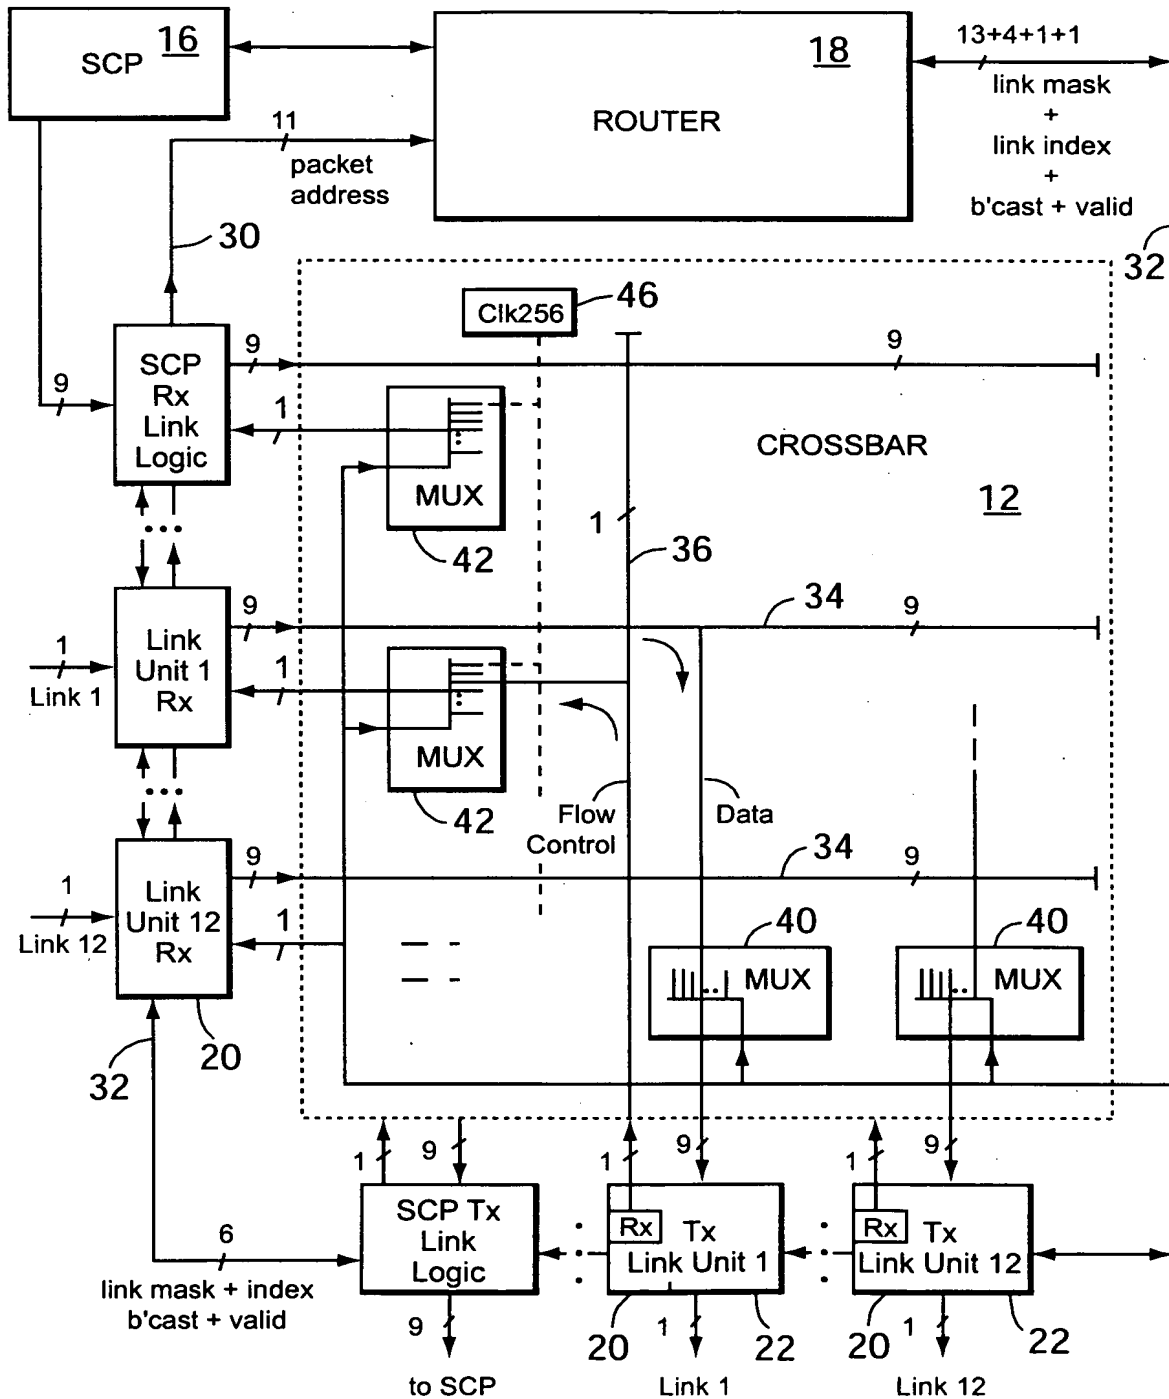 16
SCP
18
ROUTER
13+4+1+1
link mask
+
link index
+
b'cast + valid
32
11
packet
address
30
Clk256
46
9
9
SCP
Rx
Link
Logic
9
1
MUX
42
CROSSBAR
12
1
36
9
34
9
Link
Unit 1
Rx
1
Link 1
1
MUX
42
Flow
Control
Data
9
34
9
Link
Unit 12
Rx
1
Link 12
1
40
MUX
40
MUX
32
20
1
9
1
9
1
9
SCP Tx
Link
Logic
Rx
Tx
Link Unit 1
Rx
Tx
Link Unit 12
6
link mask + index
b'cast + valid
9
20
1
22
20
1
22
to SCP
Link 1
Link 12